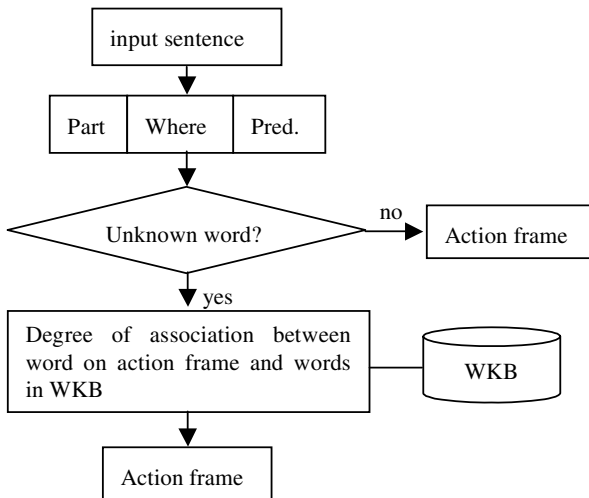 input sentence
Part Where Pred.
Unknown word?
no
Action frame
yes
Degree of association between
word on action frame and words
in WKB
WKB
Action frame